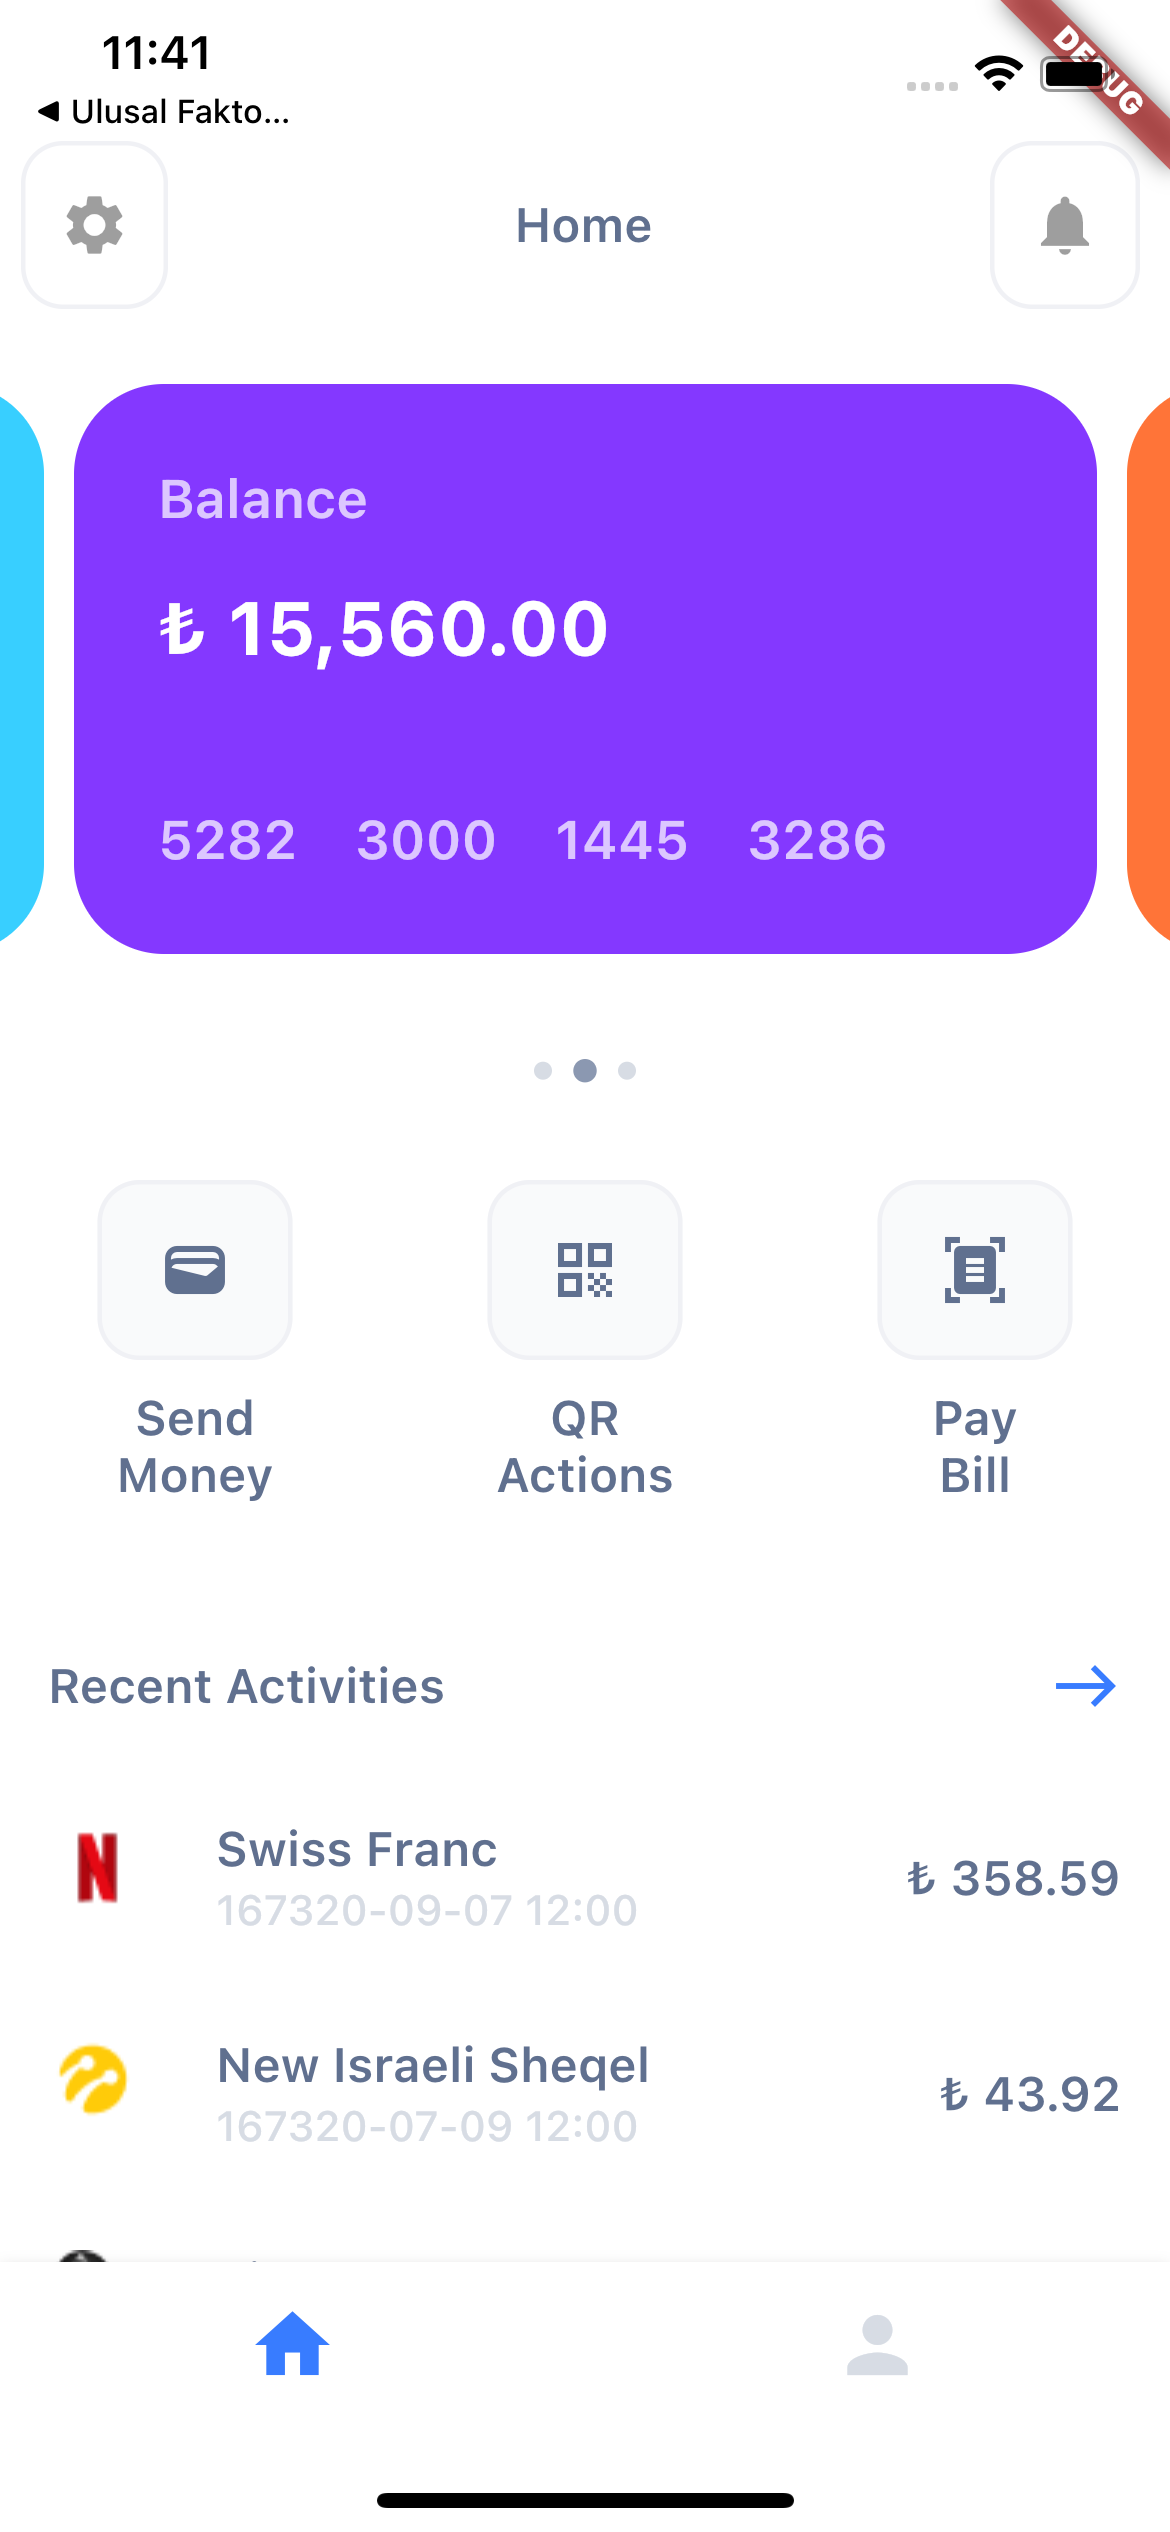 11:41
◀ Ulusal Fakto...
DEBUG
Home
Balance
₺ 15,560.00
5282 3000 1445 3286
Send
Money
QR
Actions
Pay
Bill
Recent Activities
Swiss Franc
167320-09-07 12:00
₺ 358.59
New Israeli Sheqel
167320-07-09 12:00
₺ 43.92